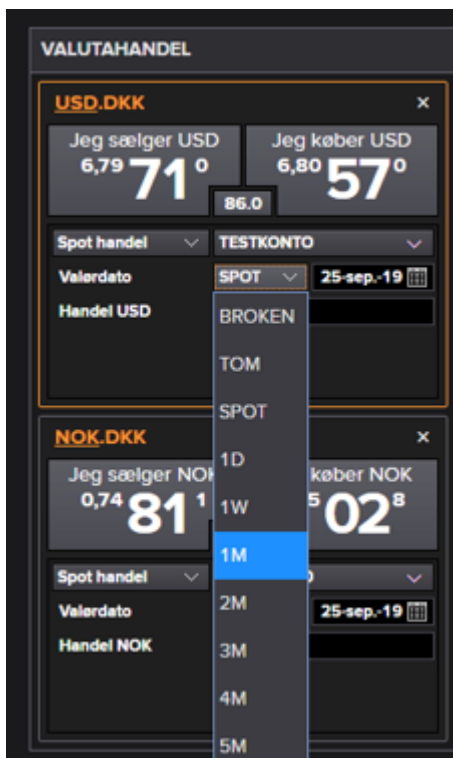 VALUTAHANDEL
USD.DKK ×
Jeg sælger USD Jeg køber USD
6,79 71 0 6,80 57 0
86.0
Spot handel TESTKONTO
Valørdato SPOT 25-sep.-19
Handel USD
BROKEN
TOM
SPOT
1D
1W
1M
2M
3M
4M
5M
NOK.DKK ×
Jeg sælger køber NOK
0,74 81 1 02 8
Spot handel
Valørdato 25-sep.-19
Handel NOK